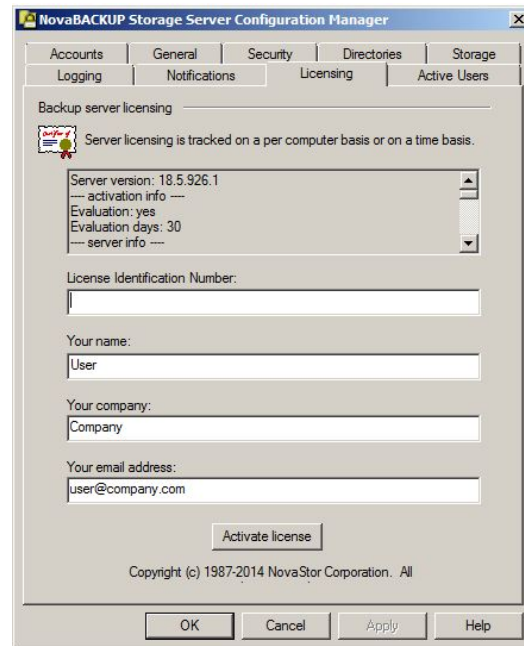 NovaBACKUP Storage Server Configuration Manager
Accounts General Security Directories Storage
Logging Notifications Licensing Active Users
Backup server licensing
Server licensing is tracked on a per computer basis or on a time basis.
Server version: 18.5.926.1
---- activation info ----
Evaluation: yes
Evaluation days: 30
---- server info ----
License Identification Number:
Your name:
User
Your company:
Company
Your email address:
user@company.com
Activate license
Copyright (c) 1987-2014 NovaStor Corporation. All
OK Cancel Apply Help